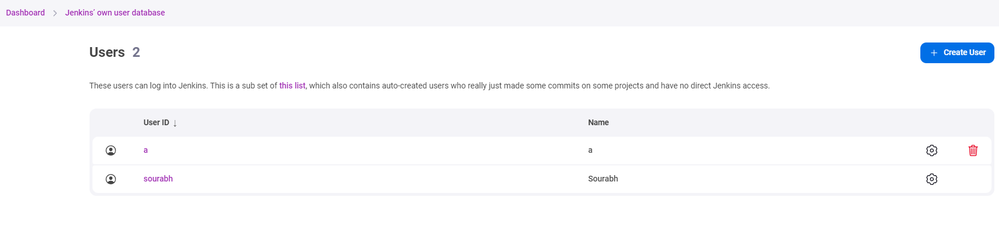 Dashboard > Jenkins' own user database
Users 2
+ Create User
These users can log into Jenkins. This is a sub set of this list, which also contains auto-created users who really just made some commits on some projects and have no direct Jenkins access.
User ID ↓ Name
a a
sourabh Sourabh